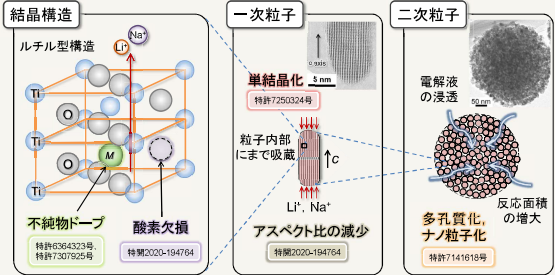 結晶構造
ルチル型構造
Li⁺
Na⁺
Ti
Ti
Ti
O
O
M
不純物ドープ
特許6364323号、
特許7307925号
酸素欠損
特開2020-194764
一次粒子
c axis
5 nm
単結晶化
特許7250324号
粒子内部
にまで吸蔵
c
Li⁺, Na⁺
アスペクト比の減少
特開2020-194764
二次粒子
電解液
の浸透
50 nm
反応面積
の増大
多孔質化,
ナノ粒子化
特許7141618号